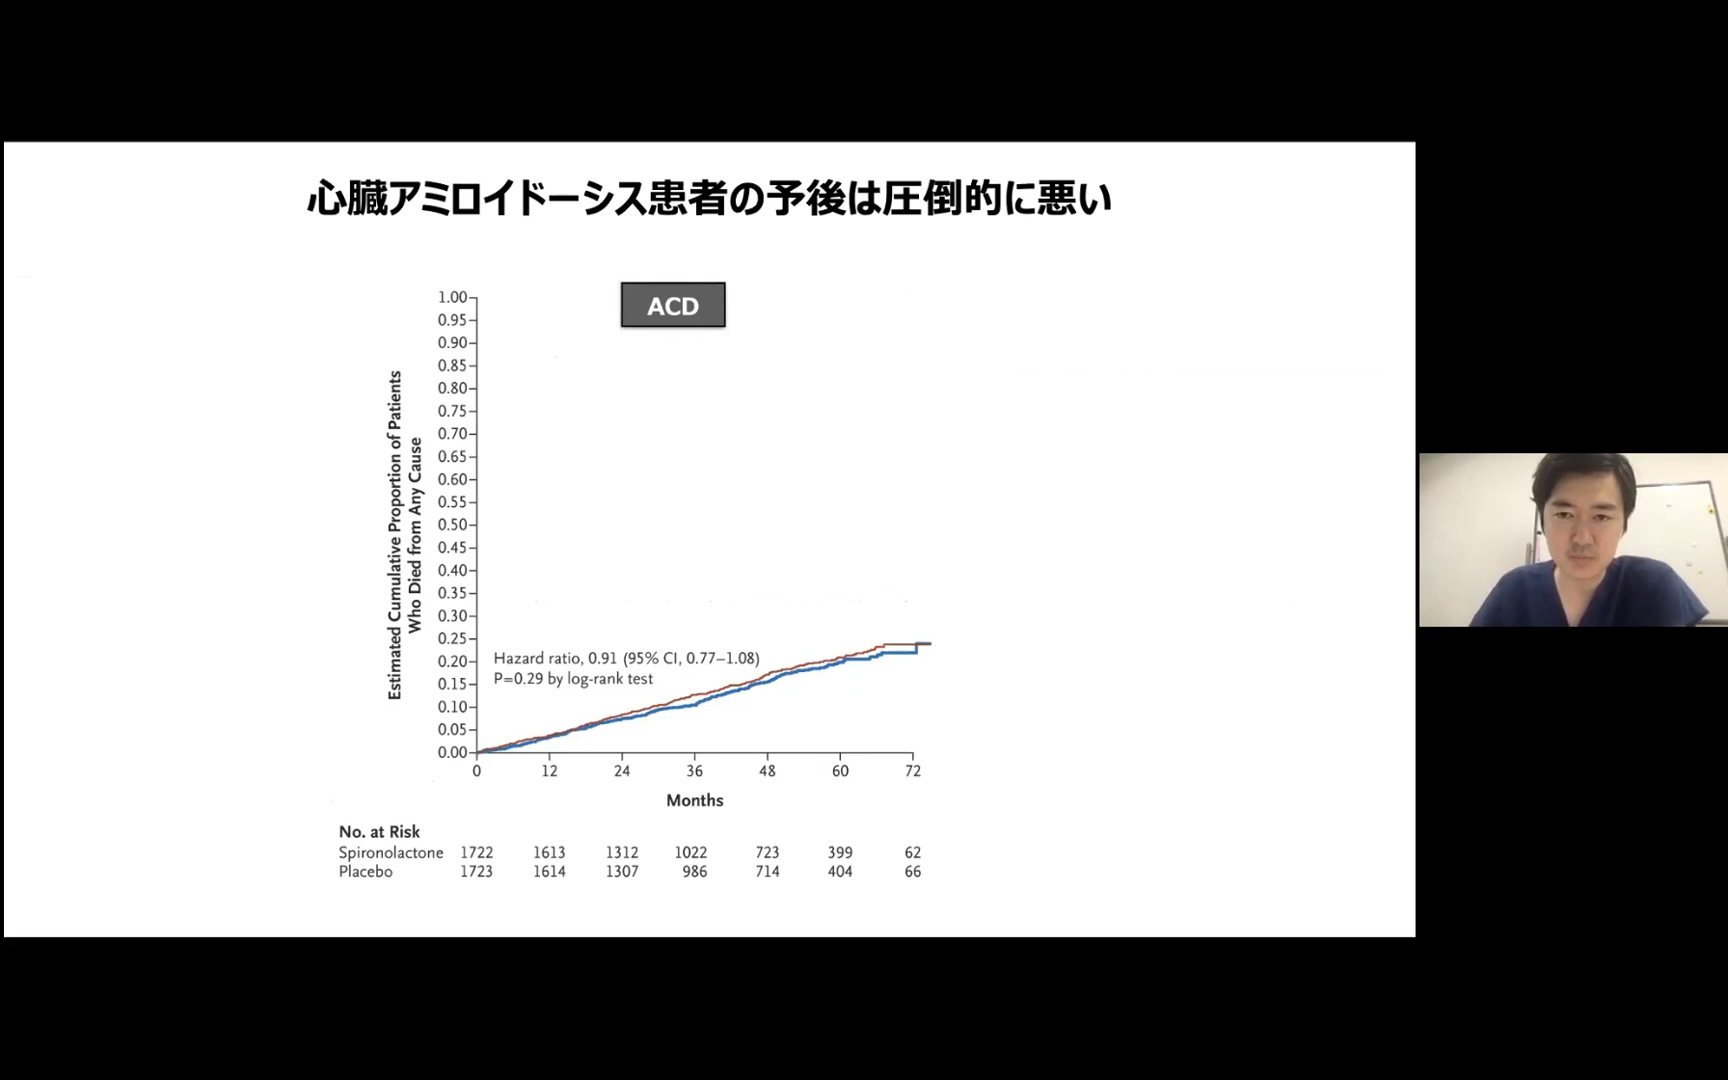 心臓アミロイドーシス患者の予後は圧倒的に悪い
ACD
Estimated Cumulative Proportion of Patients
Who Died from Any Cause
1.00
0.95
0.90
0.85
0.80
0.75
0.70
0.65
0.60
0.55
0.50
0.45
0.40
0.35
0.30
0.25
0.20
0.15
0.10
0.05
0.00
Hazard ratio, 0.91 (95% CI, 0.77–1.08)
P=0.29 by log-rank test
0 12 24 36 48 60 72
Months
No. at Risk
Spironolactone 1722 1613 1312 1022 723 399 62
Placebo 1723 1614 1307 986 714 404 66